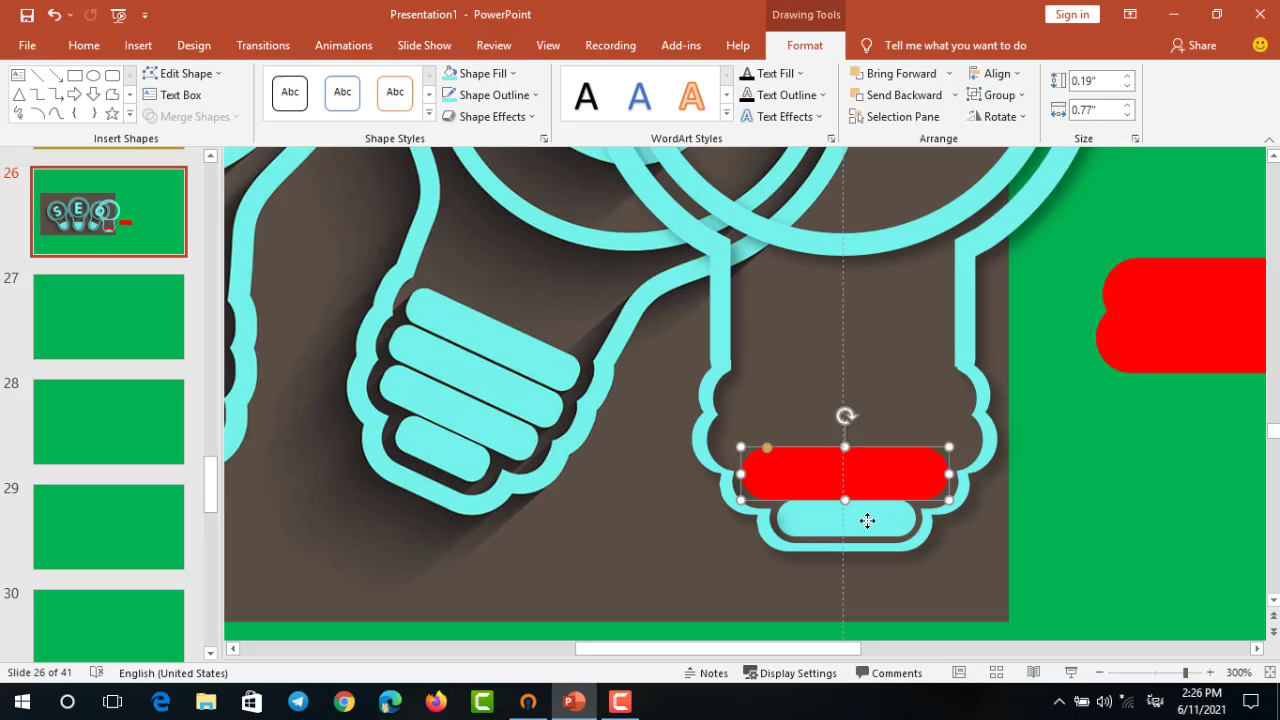 Presentation1 - PowerPoint
Drawing Tools
Sign in
File Home Insert Design Transitions Animations Slide Show Review View Recording Add-ins Help Format Tell me what you want to do Share
Edit Shape
Text Box
Merge Shapes
Insert Shapes
Abc Abc Abc
Shape Fill
Shape Outline
Shape Effects
Shape Styles
A A A
Text Fill
Text Outline
Text Effects
WordArt Styles
Bring Forward
Send Backward
Selection Pane
Align
Group
Rotate
Arrange
0.19"
0.77"
Size
26
S E O
27
28
29
30
Slide 26 of 41 English (United States) Notes Display Settings Comments 300%
2:26 PM
6/11/2021